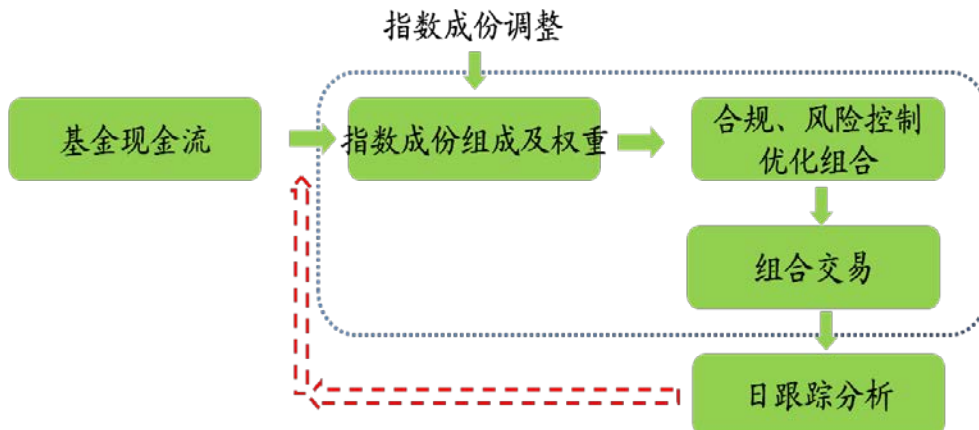 指数成份调整
基金现金流
指数成份组成及权重
合规、风险控制
优化组合
组合交易
日跟踪分析